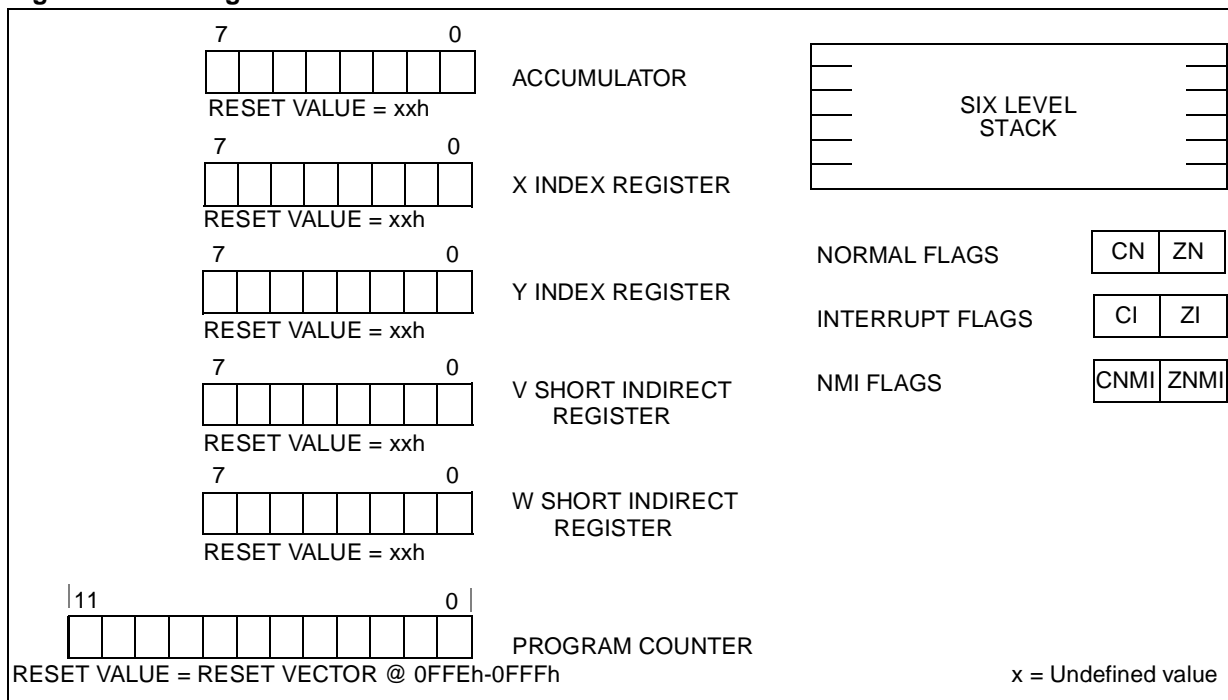 7 0
ACCUMULATOR
RESET VALUE = xxh
7 0
X INDEX REGISTER
RESET VALUE = xxh
7 0
Y INDEX REGISTER
RESET VALUE = xxh
7 0
V SHORT INDIRECT
REGISTER
RESET VALUE = xxh
7 0
W SHORT INDIRECT
REGISTER
RESET VALUE = xxh
11 0
PROGRAM COUNTER
RESET VALUE = RESET VECTOR @ 0FFEh-0FFFh
SIX LEVEL
STACK
NORMAL FLAGS CN ZN
INTERRUPT FLAGS CI ZI
NMI FLAGS CNMI ZNMI
x = Undefined value